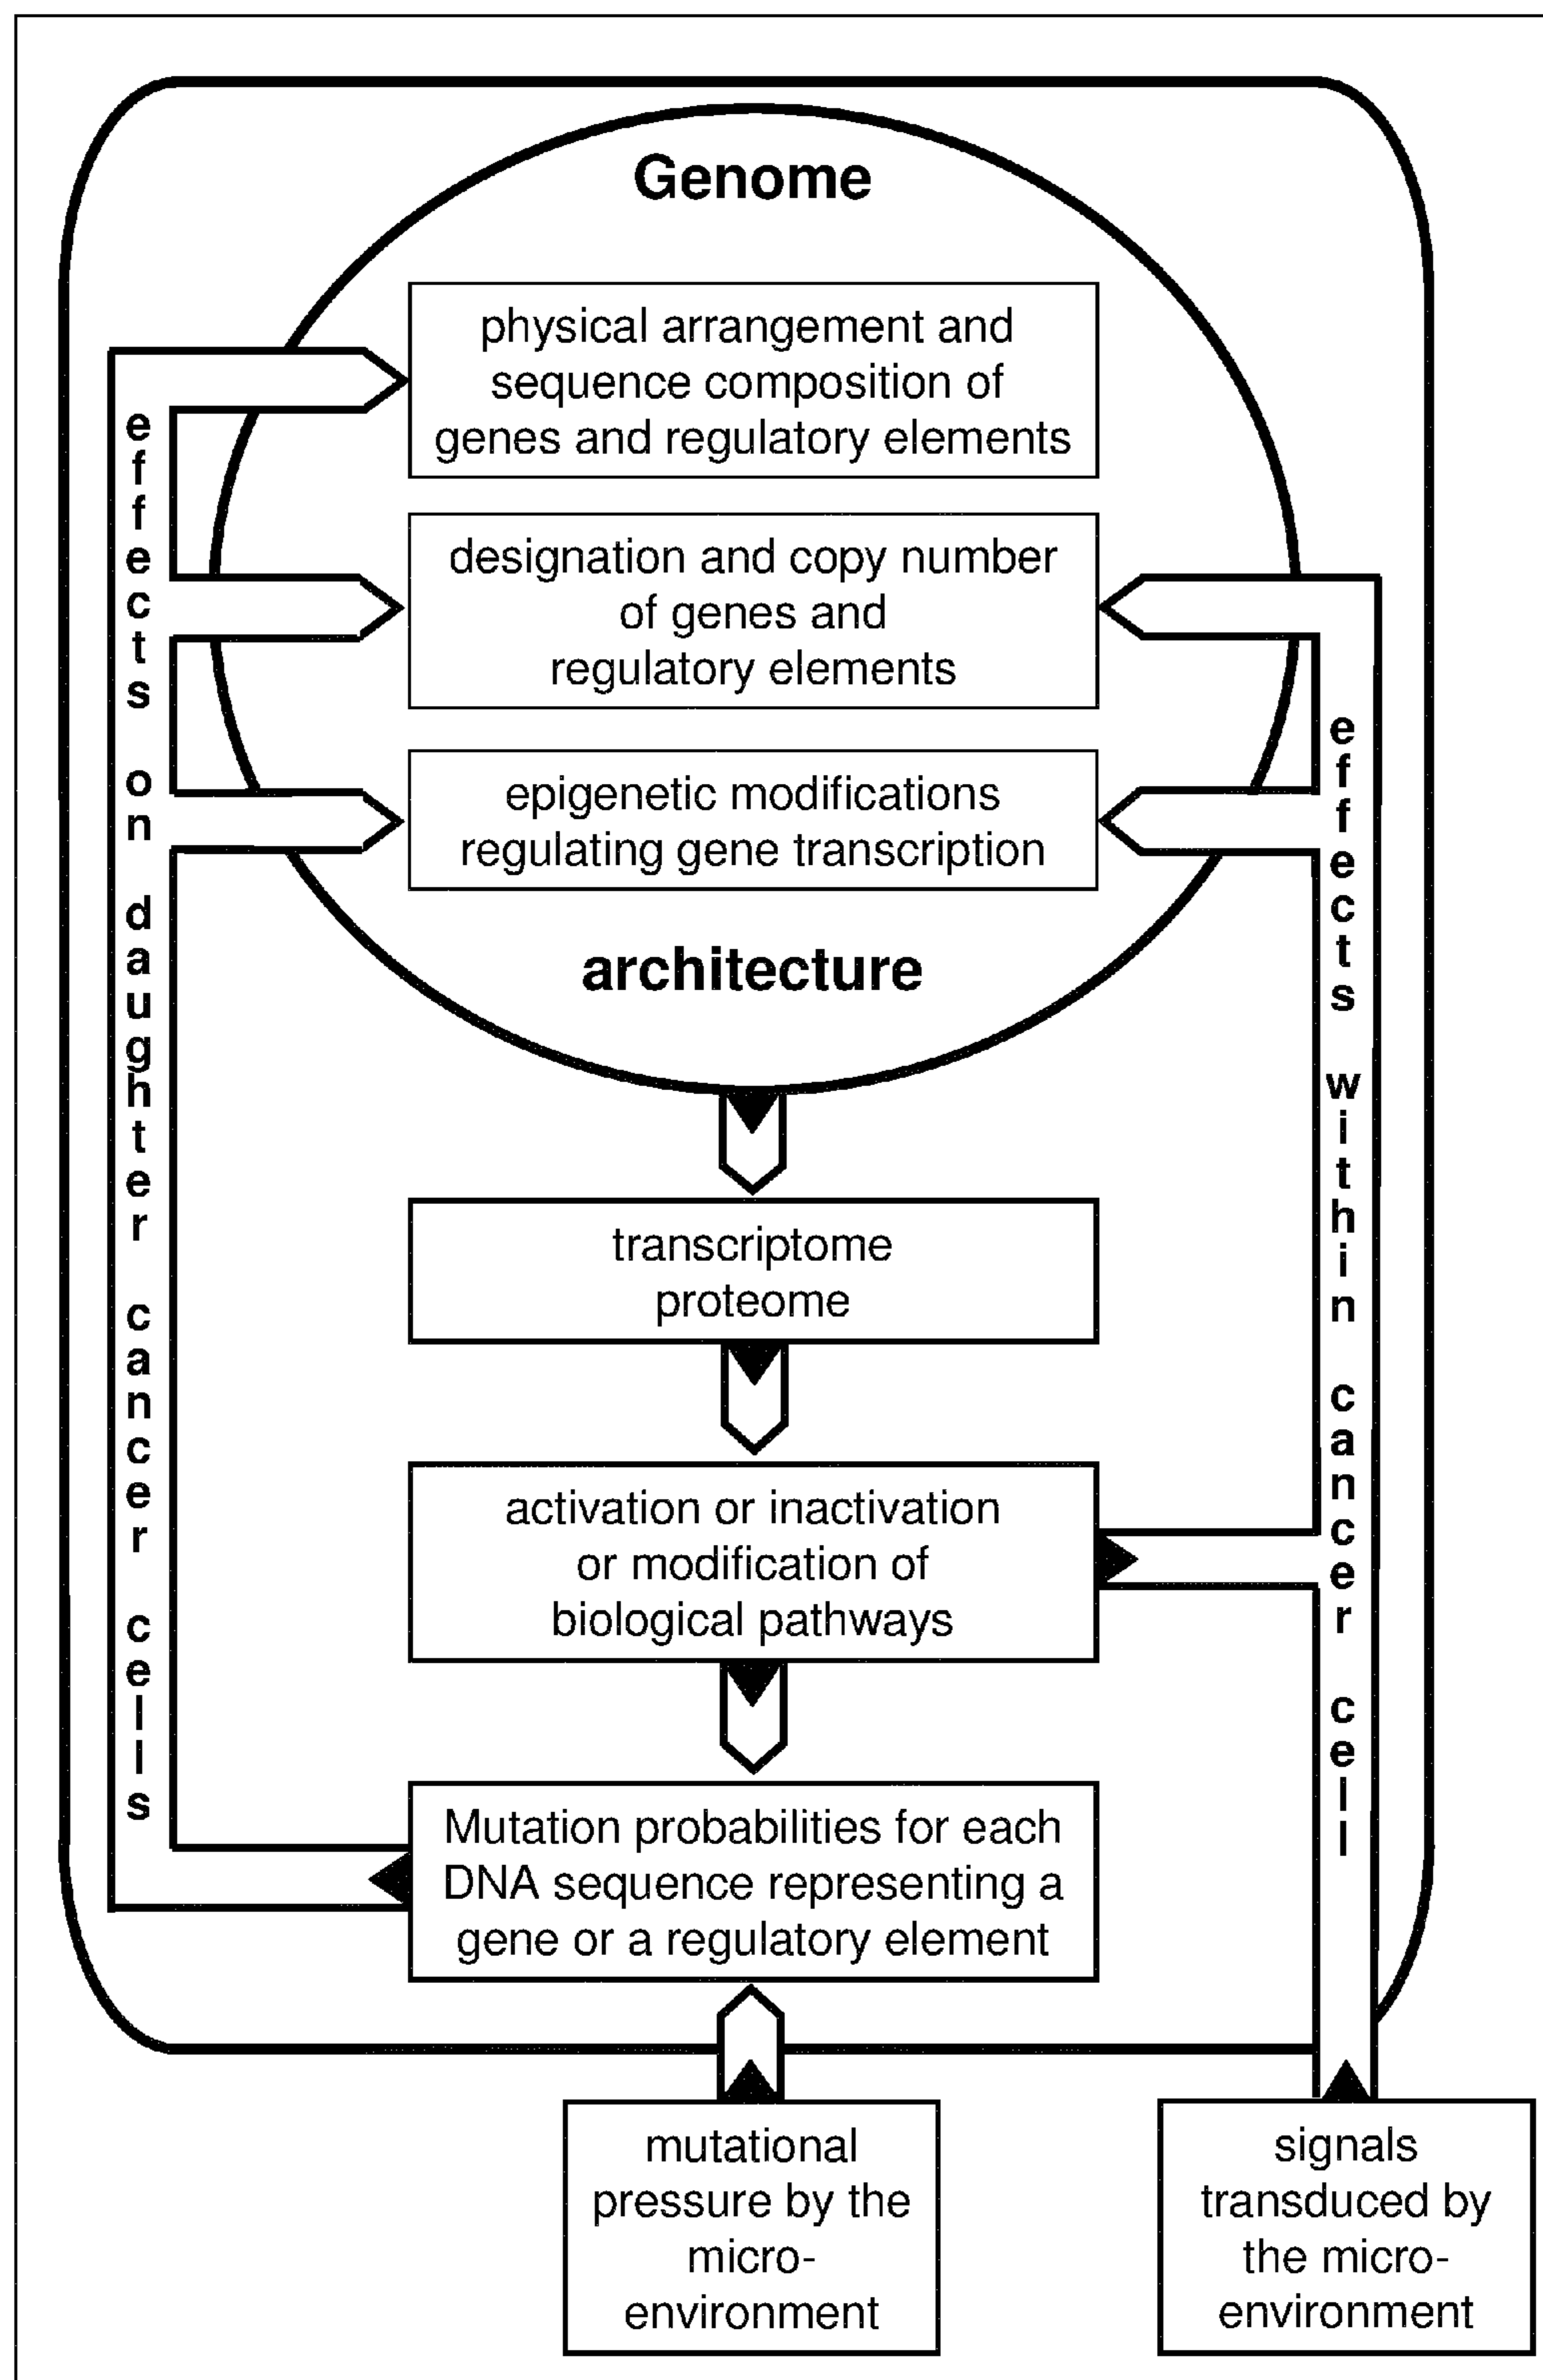 Genome
physical arrangement and
sequence composition of
genes and regulatory elements
designation and copy number
of genes and
regulatory elements
epigenetic modifications
regulating gene transcription
architecture
effects on daughter cancer cells
effects within cancer cell
transcriptome
proteome
activation or inactivation
or modification of
biological pathways
Mutation probabilities for each
DNA sequence representing a
gene or a regulatory element
mutational
pressure by the
micro-
environment
signals
transduced by
the micro-
environment